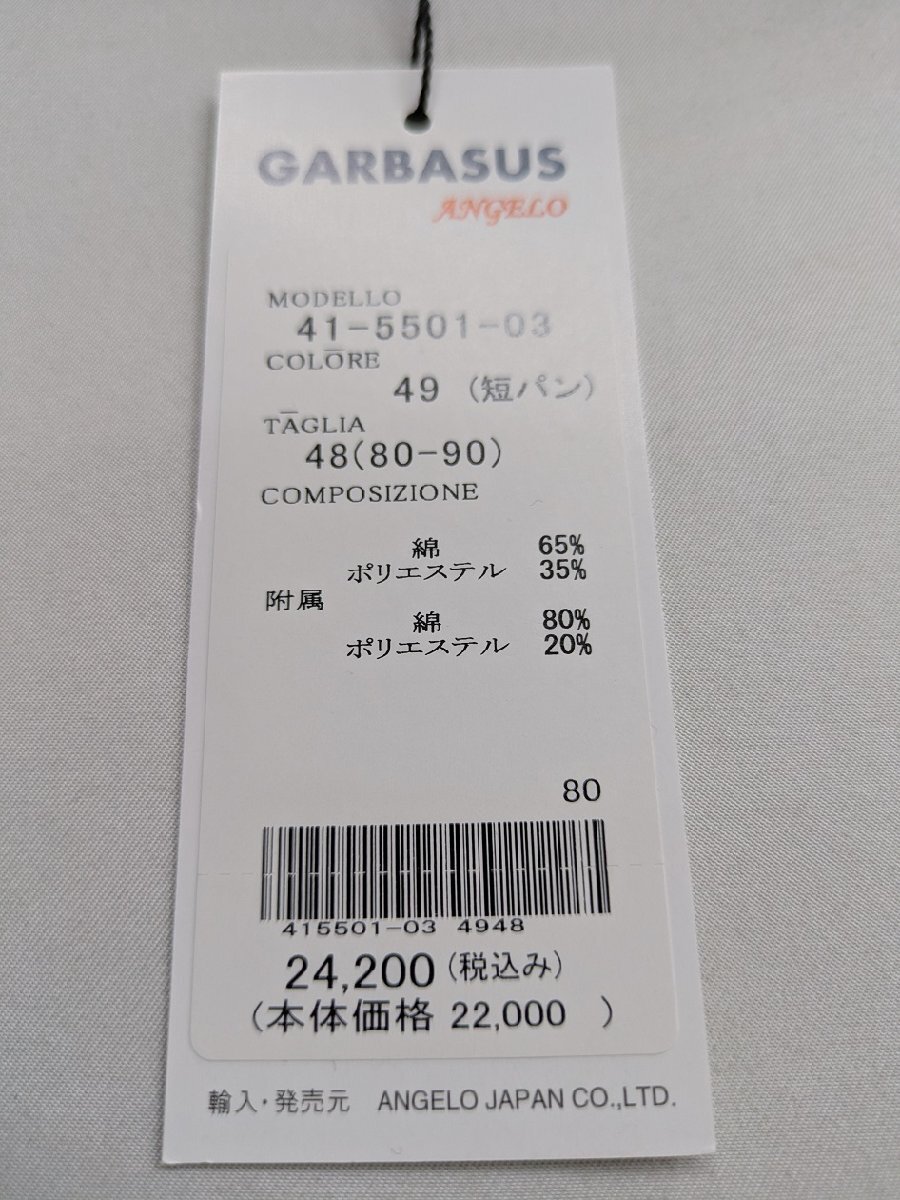 GARBASUS
ANGELO
MODELLO
41-5501-03
COLORE
49 (短パン)
TAGLIA
48(80-90)
COMPOSIZIONE
綿 65%
ポリエステル 35%
附属
綿 80%
ポリエステル 20%
80
415501-03 4948
24,200(税込み)
(本体価格 22,000 )
輸入・発売元 ANGELO JAPAN CO.,LTD.